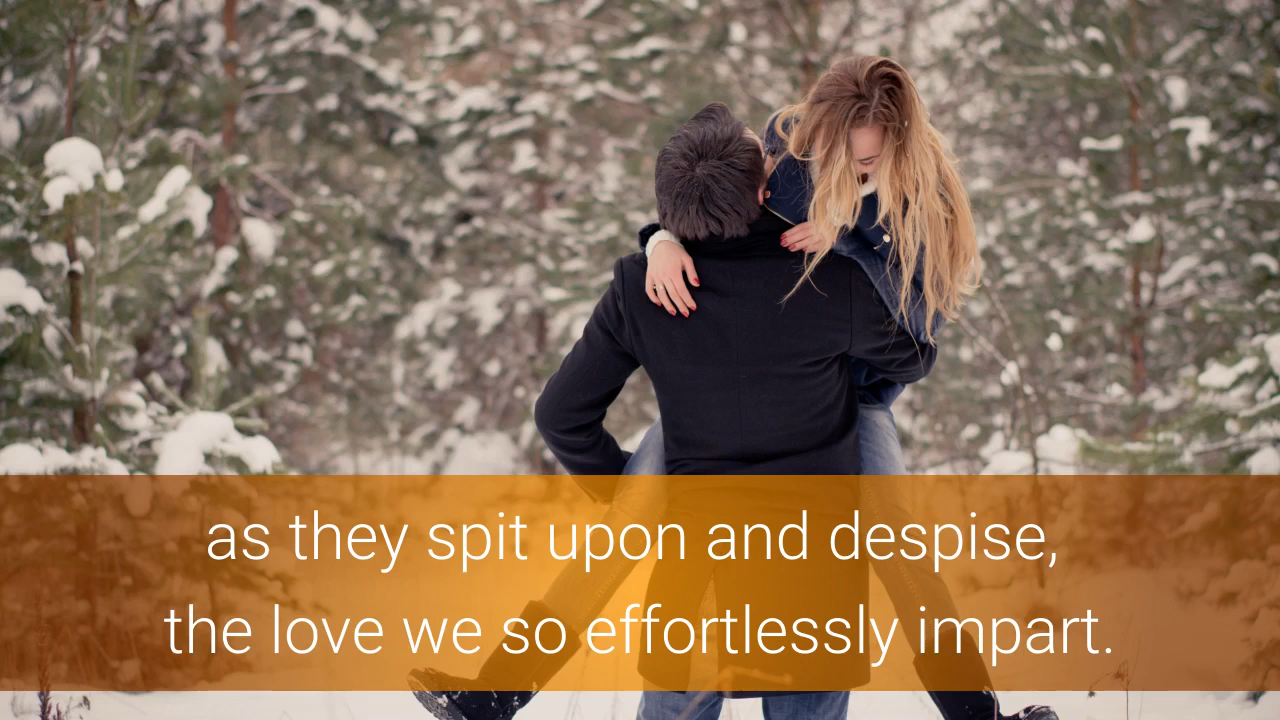 as they spit upon and despise,
the love we so effortlessly impart.